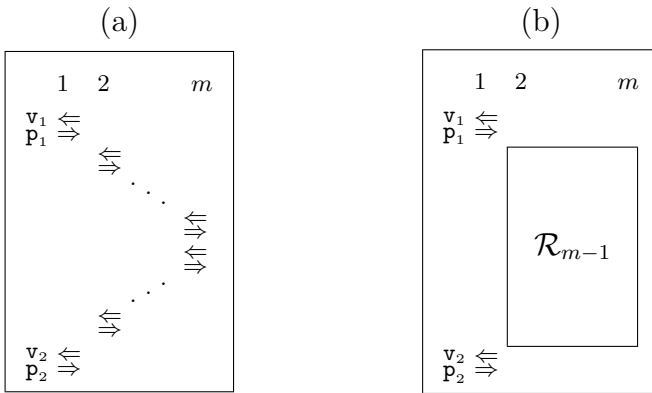 (a) (b)
1 2 m 1 2 m
v₁ ⇐ v₁ ⇐
p₁ ⇒ p₁ ⇒
⇐
⇒
. . .
⇐
⇒
⇐ ℛₘ₋₁
⇒
. . .
⇐
⇒
v₂ ⇐ v₂ ⇐
p₂ ⇒ p₂ ⇒